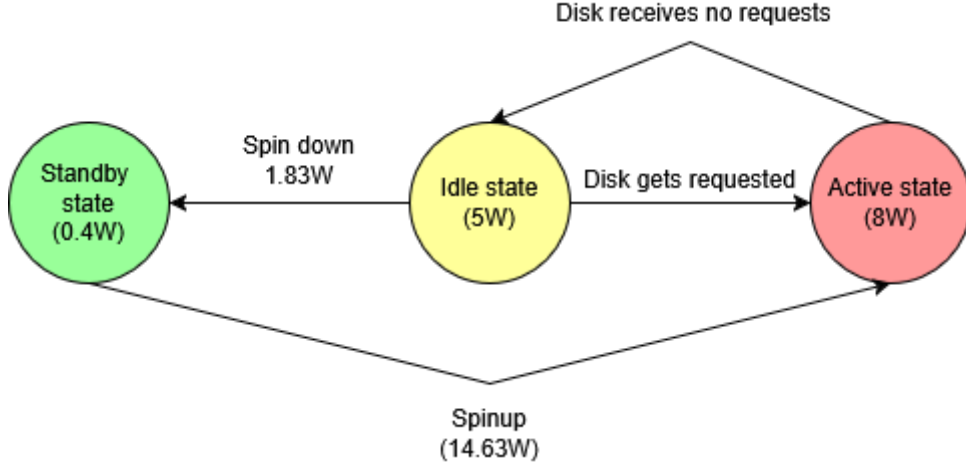 Disk receives no requests
Spin down
1.83W
Standby
state
(0.4W)
Idle state
(5W)
Disk gets requested
Active state
(8W)
Spinup
(14.63W)